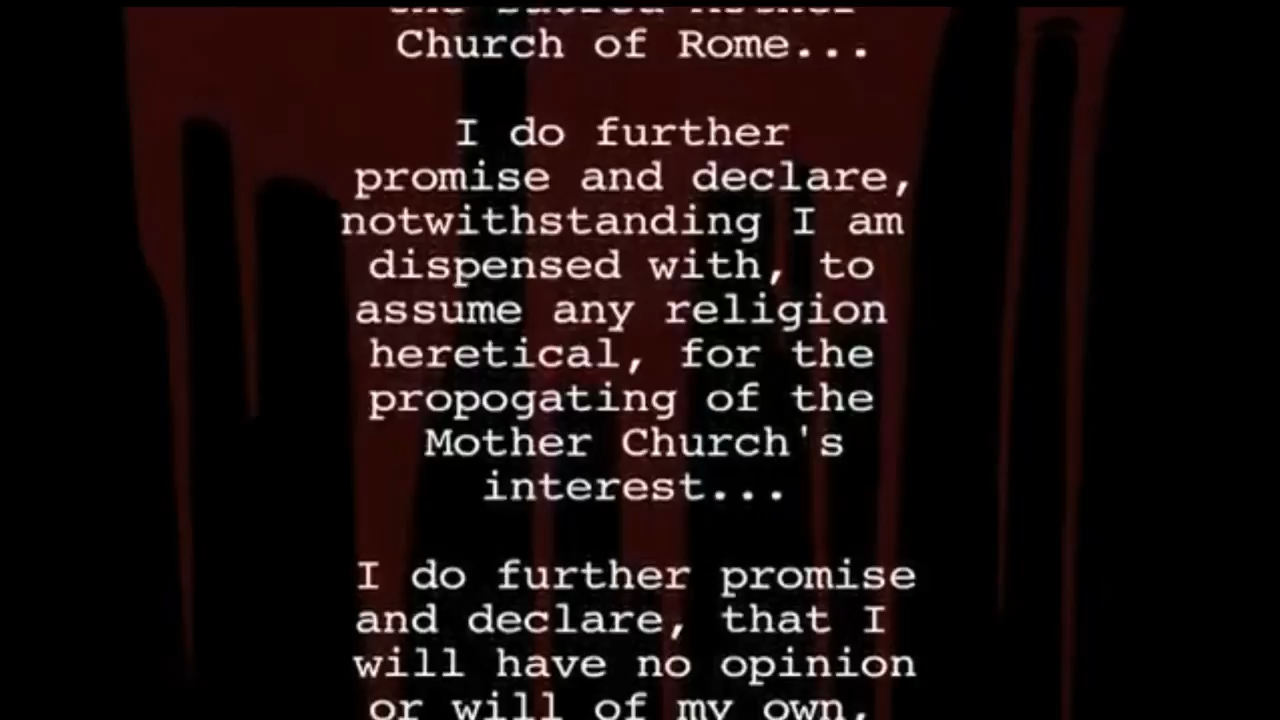 Church of Rome...
I do further
promise and declare,
notwithstanding I am
dispensed with, to
assume any religion
heretical, for the
propogating of the
Mother Church's
interest...
I do further promise
and declare, that I
will have no opinion
or will of my own,